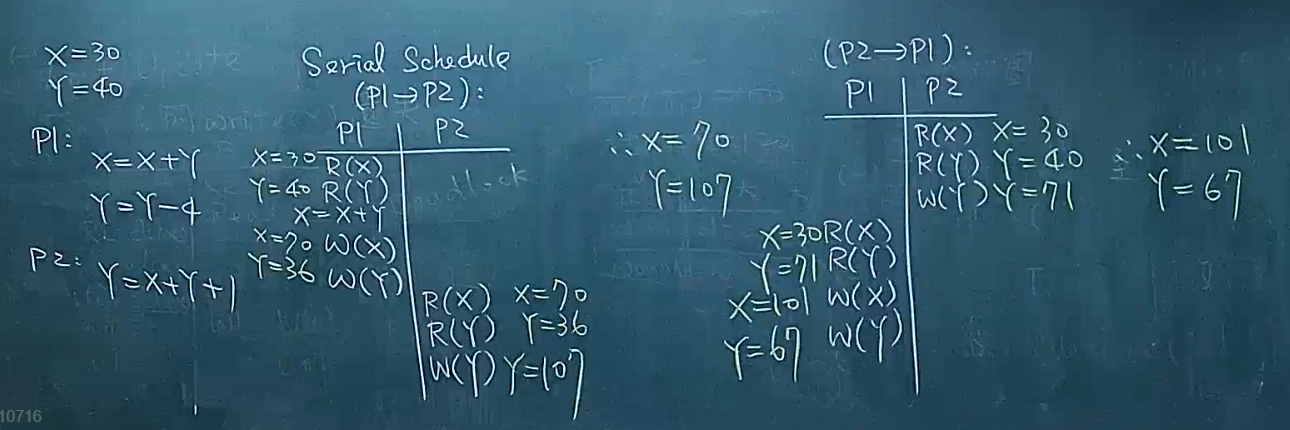 X=30
Y=40
P1:
X=X+Y
Y=Y-4
P2:
Y=X+Y+1
Serial Schedule
(P1→P2):
P1 P2
X=30 R(X)
Y=40 R(Y)
X=X+Y
X=70 W(X)
Y=36 W(Y)
R(X) X=70
R(Y) Y=36
W(Y) Y=107
∴ X=70
Y=107
(P2→P1):
P1 P2
R(X) X=30
R(Y) Y=40
W(Y) Y=71
X=30 R(X)
Y=71 R(Y)
X=101 W(X)
Y=67 W(Y)
∴ X=101
Y=67
10716